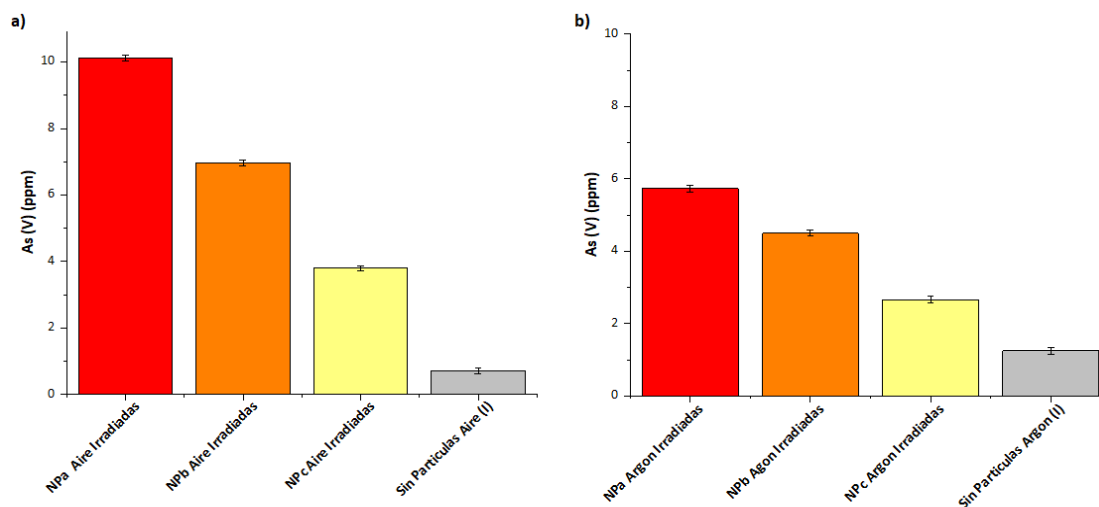 a)
As (V) (ppm)
10
8
6
4
2
0
NPa Aire Irradiadas
NPb Aire Irradiadas
NPc Aire Irradiadas
Sin Particulas Aire (I)
b)
As (V) (ppm)
10
8
6
4
2
0
NPa Argon Irradiadas
NPb Agon Irradiadas
NPc Argon Irradiadas
Sin Particulas Argon (I)